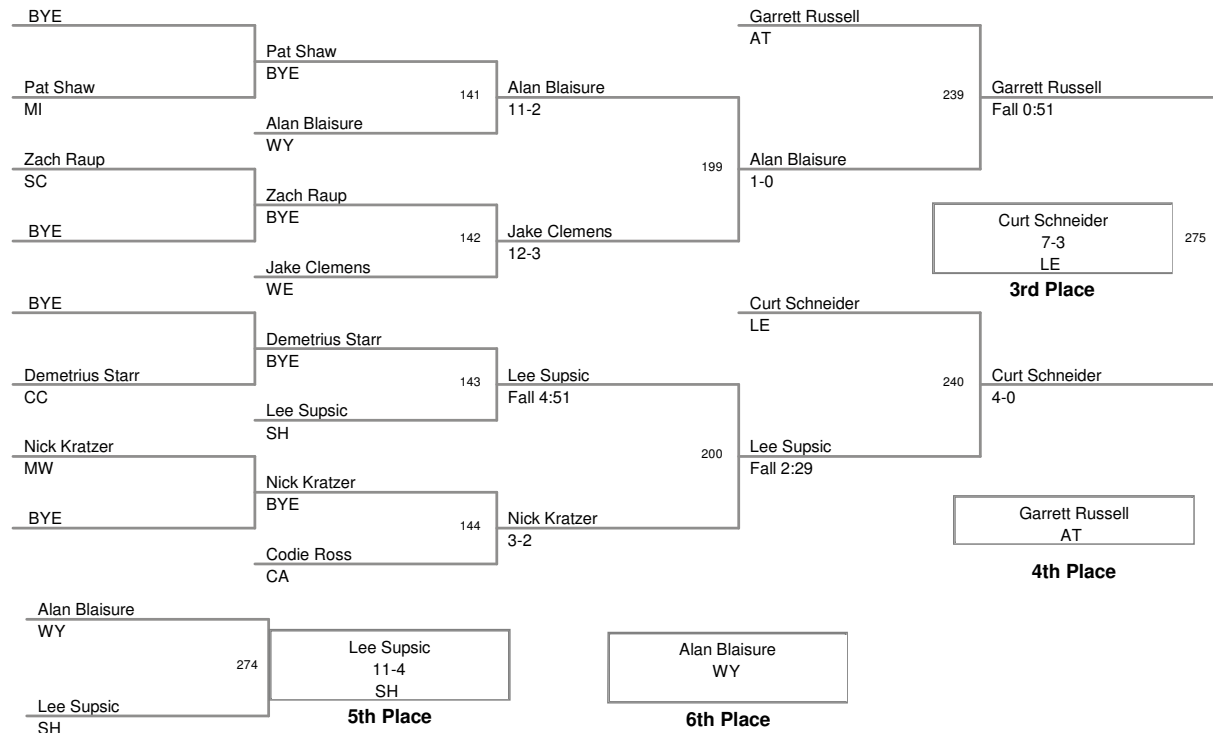 BYE
Garrett Russell
AT
Pat Shaw
BYE
Pat Shaw
MI
141
Alan Blaisure
11-2
239
Garrett Russell
Fall 0:51
Alan Blaisure
WY
Zach Raup
SC
199
Alan Blaisure
1-0
Zach Raup
BYE
BYE
142
Jake Clemens
12-3
Curt Schneider
7-3
LE
275
3rd Place
Jake Clemens
WE
BYE
Curt Schneider
LE
Demetrius Starr
BYE
Demetrius Starr
CC
143
Lee Supsic
Fall 4:51
240
Curt Schneider
4-0
Lee Supsic
SH
Nick Kratzer
MW
200
Lee Supsic
Fall 2:29
Nick Kratzer
BYE
BYE
144
Nick Kratzer
3-2
Garrett Russell
AT
4th Place
Codie Ross
CA
Alan Blaisure
WY
274
Lee Supsic
11-4
SH
5th Place
Alan Blaisure
WY
6th Place
Lee Supsic
SH